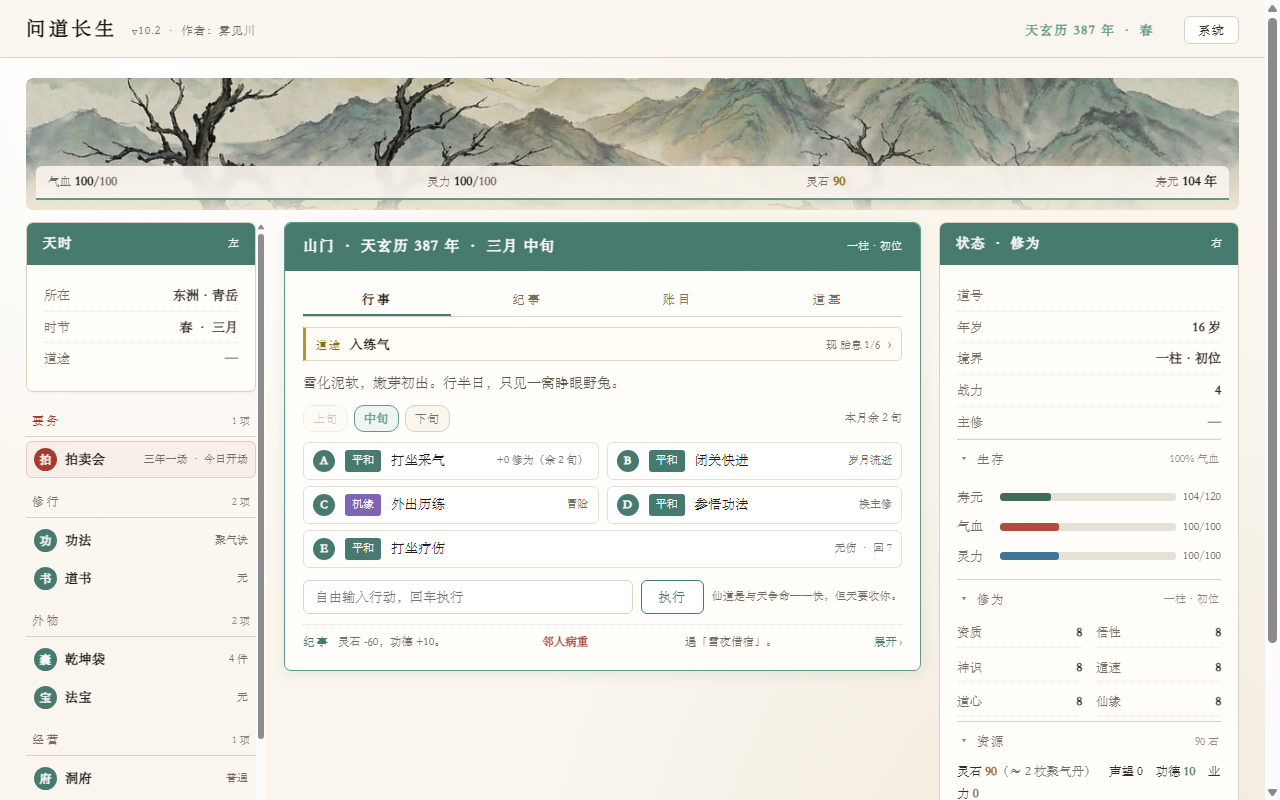 问道长生 v10.2 · 作者: 雾见川
天玄历 387 年 · 春
系统
气血 100/100
灵力 100/100
灵石 90
寿元 104 年
天时 左
所在 东洲 · 青岳
时节 春 · 三月
道途 —
要务 1 项
拍 拍卖会 三年一场 · 今日开场
修行 2 项
功 功法 聚气诀
书 道书 无
外物 2 项
囊 乾坤袋 4 件
宝 法宝 无
经营 1 项
府 洞府 普通
山门 · 天玄历 387 年 · 三月 中旬 一柱 · 初位
行事 纪事 账目 道基
道途 入练气 现 胎息 1/6 ›
雪化泥软，嫩芽初出。行半日，只见一窝睁眼野兔。
上旬 中旬 下旬 本月余 2 旬
A 平和 打坐采气 +0 修为（余 2 旬）
B 平和 闭关快进 岁月流逝
C 机缘 外出历练 冒险
D 平和 参悟功法 换主修
E 平和 打坐疗伤 无伤 · 回 7
自由输入行动，回车执行 执行 仙道是与天争命——快，但天要收你。
纪事 灵石 -60，功德 +10。 邻人病重 遇「雪夜借宿」。 展开 ›
状态 · 修为 右
道号
年岁 16 岁
境界 一柱 · 初位
战力 4
主修 —
生存 100% 气血
寿元 104/120
气血 100/100
灵力 100/100
修为 一柱 · 初位
资质 8 悟性 8
神识 8 遁速 8
道心 8 仙缘 8
资源 90 石
灵石 90（～ 2 枚聚气丹） 声望 0 功德 10 业
力 0